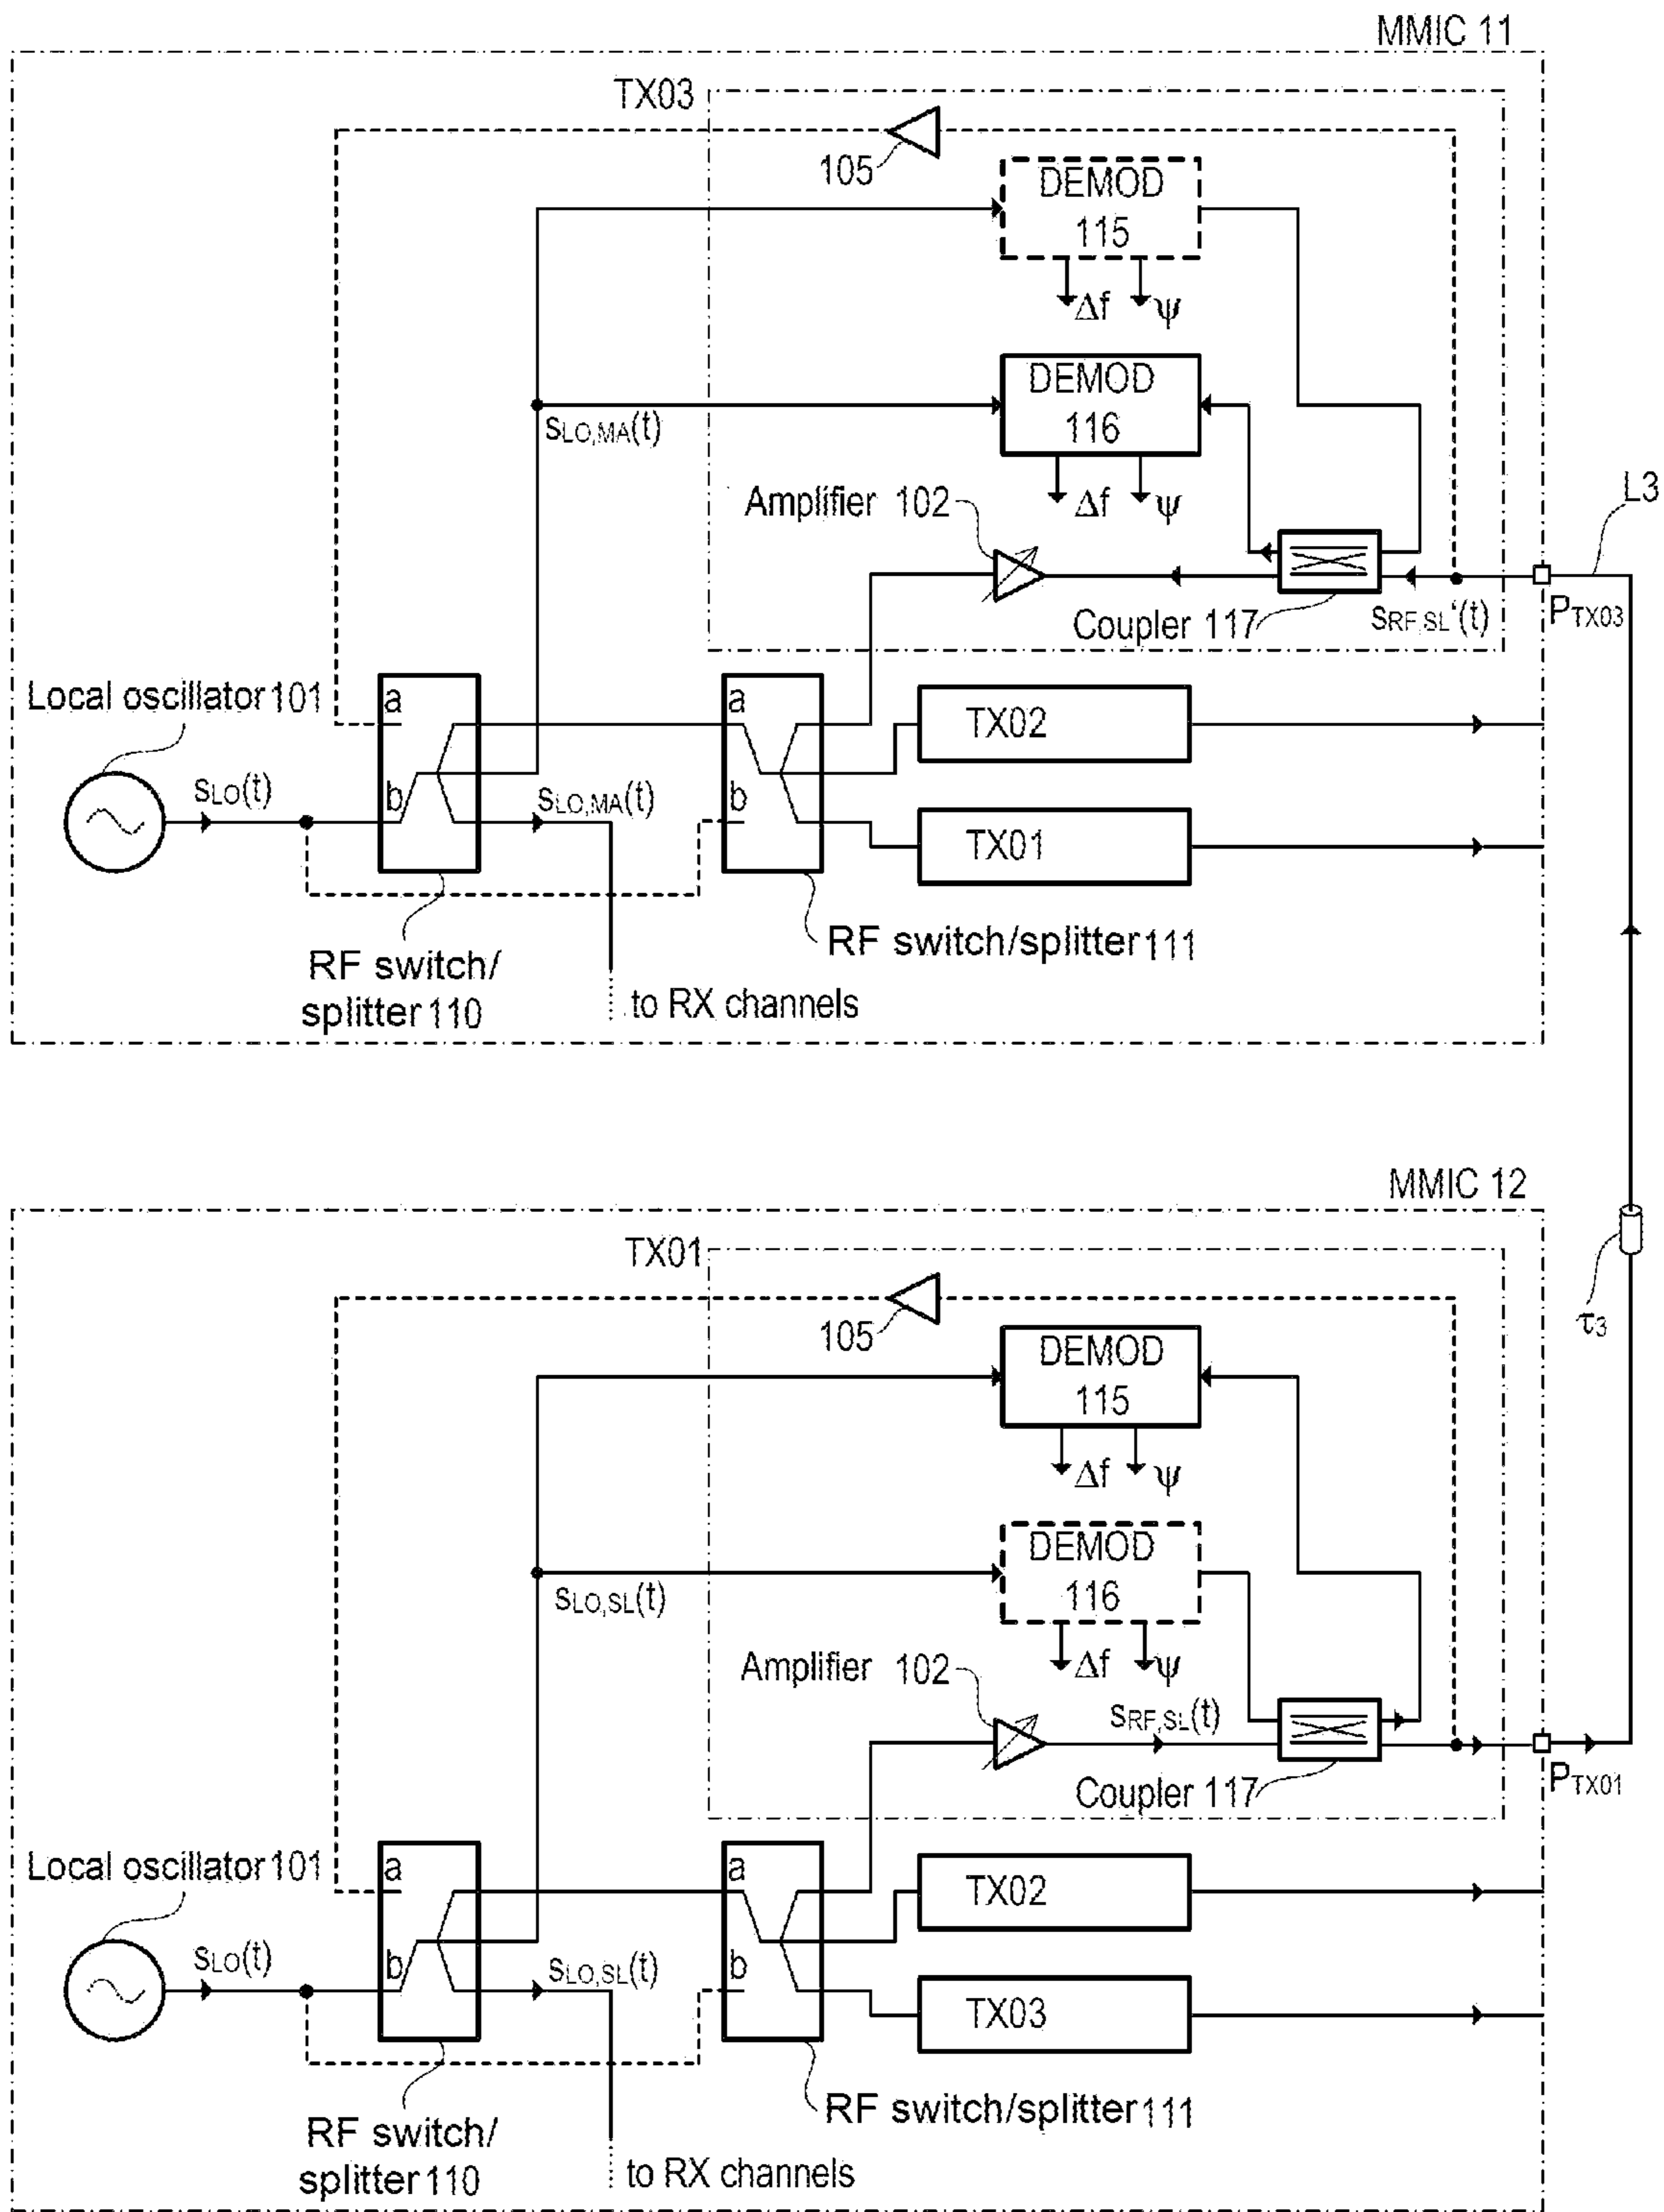 MMIC 11
TX03
105
DEMOD
115
Δf ψ
DEMOD
116
sLO,MA(t)
Δf ψ
Amplifier 102
L3
Coupler 117
sRF,SL'(t)
PTX03
Local oscillator 101
a
a
TX02
sLO(t)
b
sLO,MA(t)
b
TX01
RF switch/splitter 111
RF switch/
splitter 110
to RX channels
MMIC 12
TX01
105
τ3
DEMOD
115
Δf ψ
DEMOD
116
sLO,SL(t)
Δf ψ
Amplifier 102
sRF,SL(t)
Coupler 117
PTX01
Local oscillator 101
a
a
TX02
sLO(t)
b
sLO,SL(t)
b
TX03
RF switch/splitter 111
RF switch/
splitter 110
to RX channels